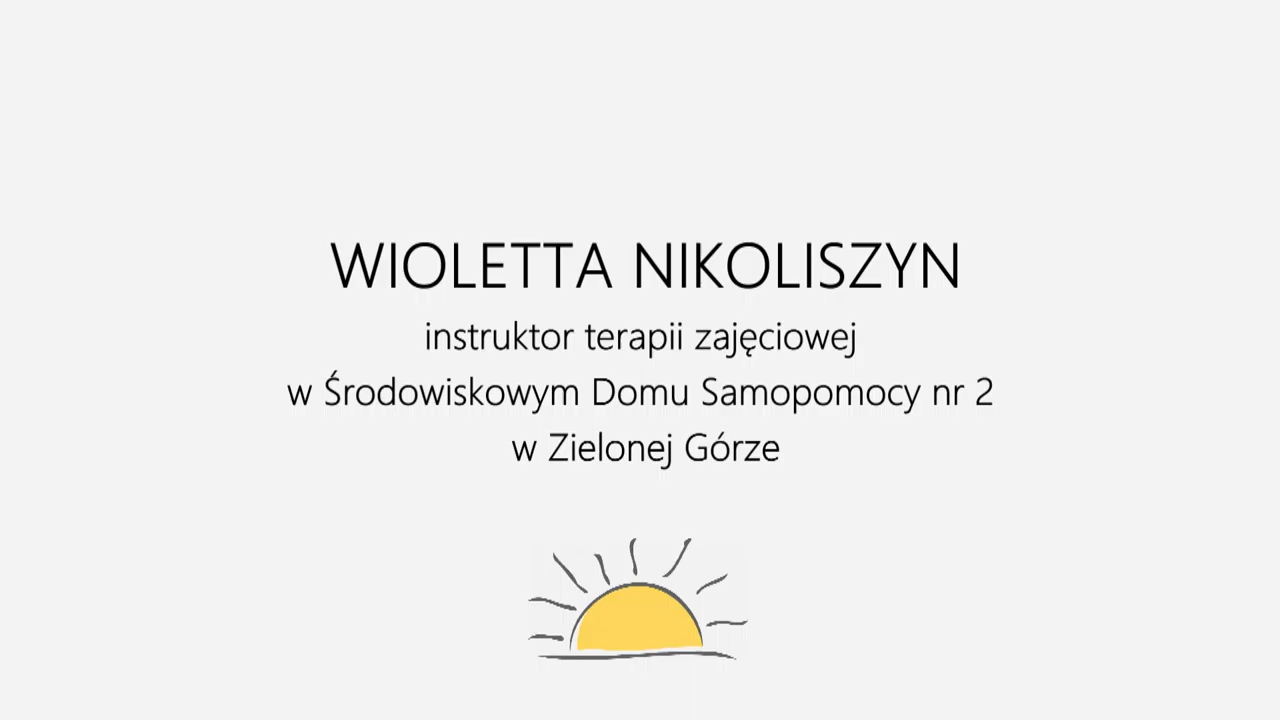 WIOLETTA NIKOLISZYN
instruktor terapii zajęciowej
w Środowiskowym Domu Samopomocy nr 2
w Zielonej Górze